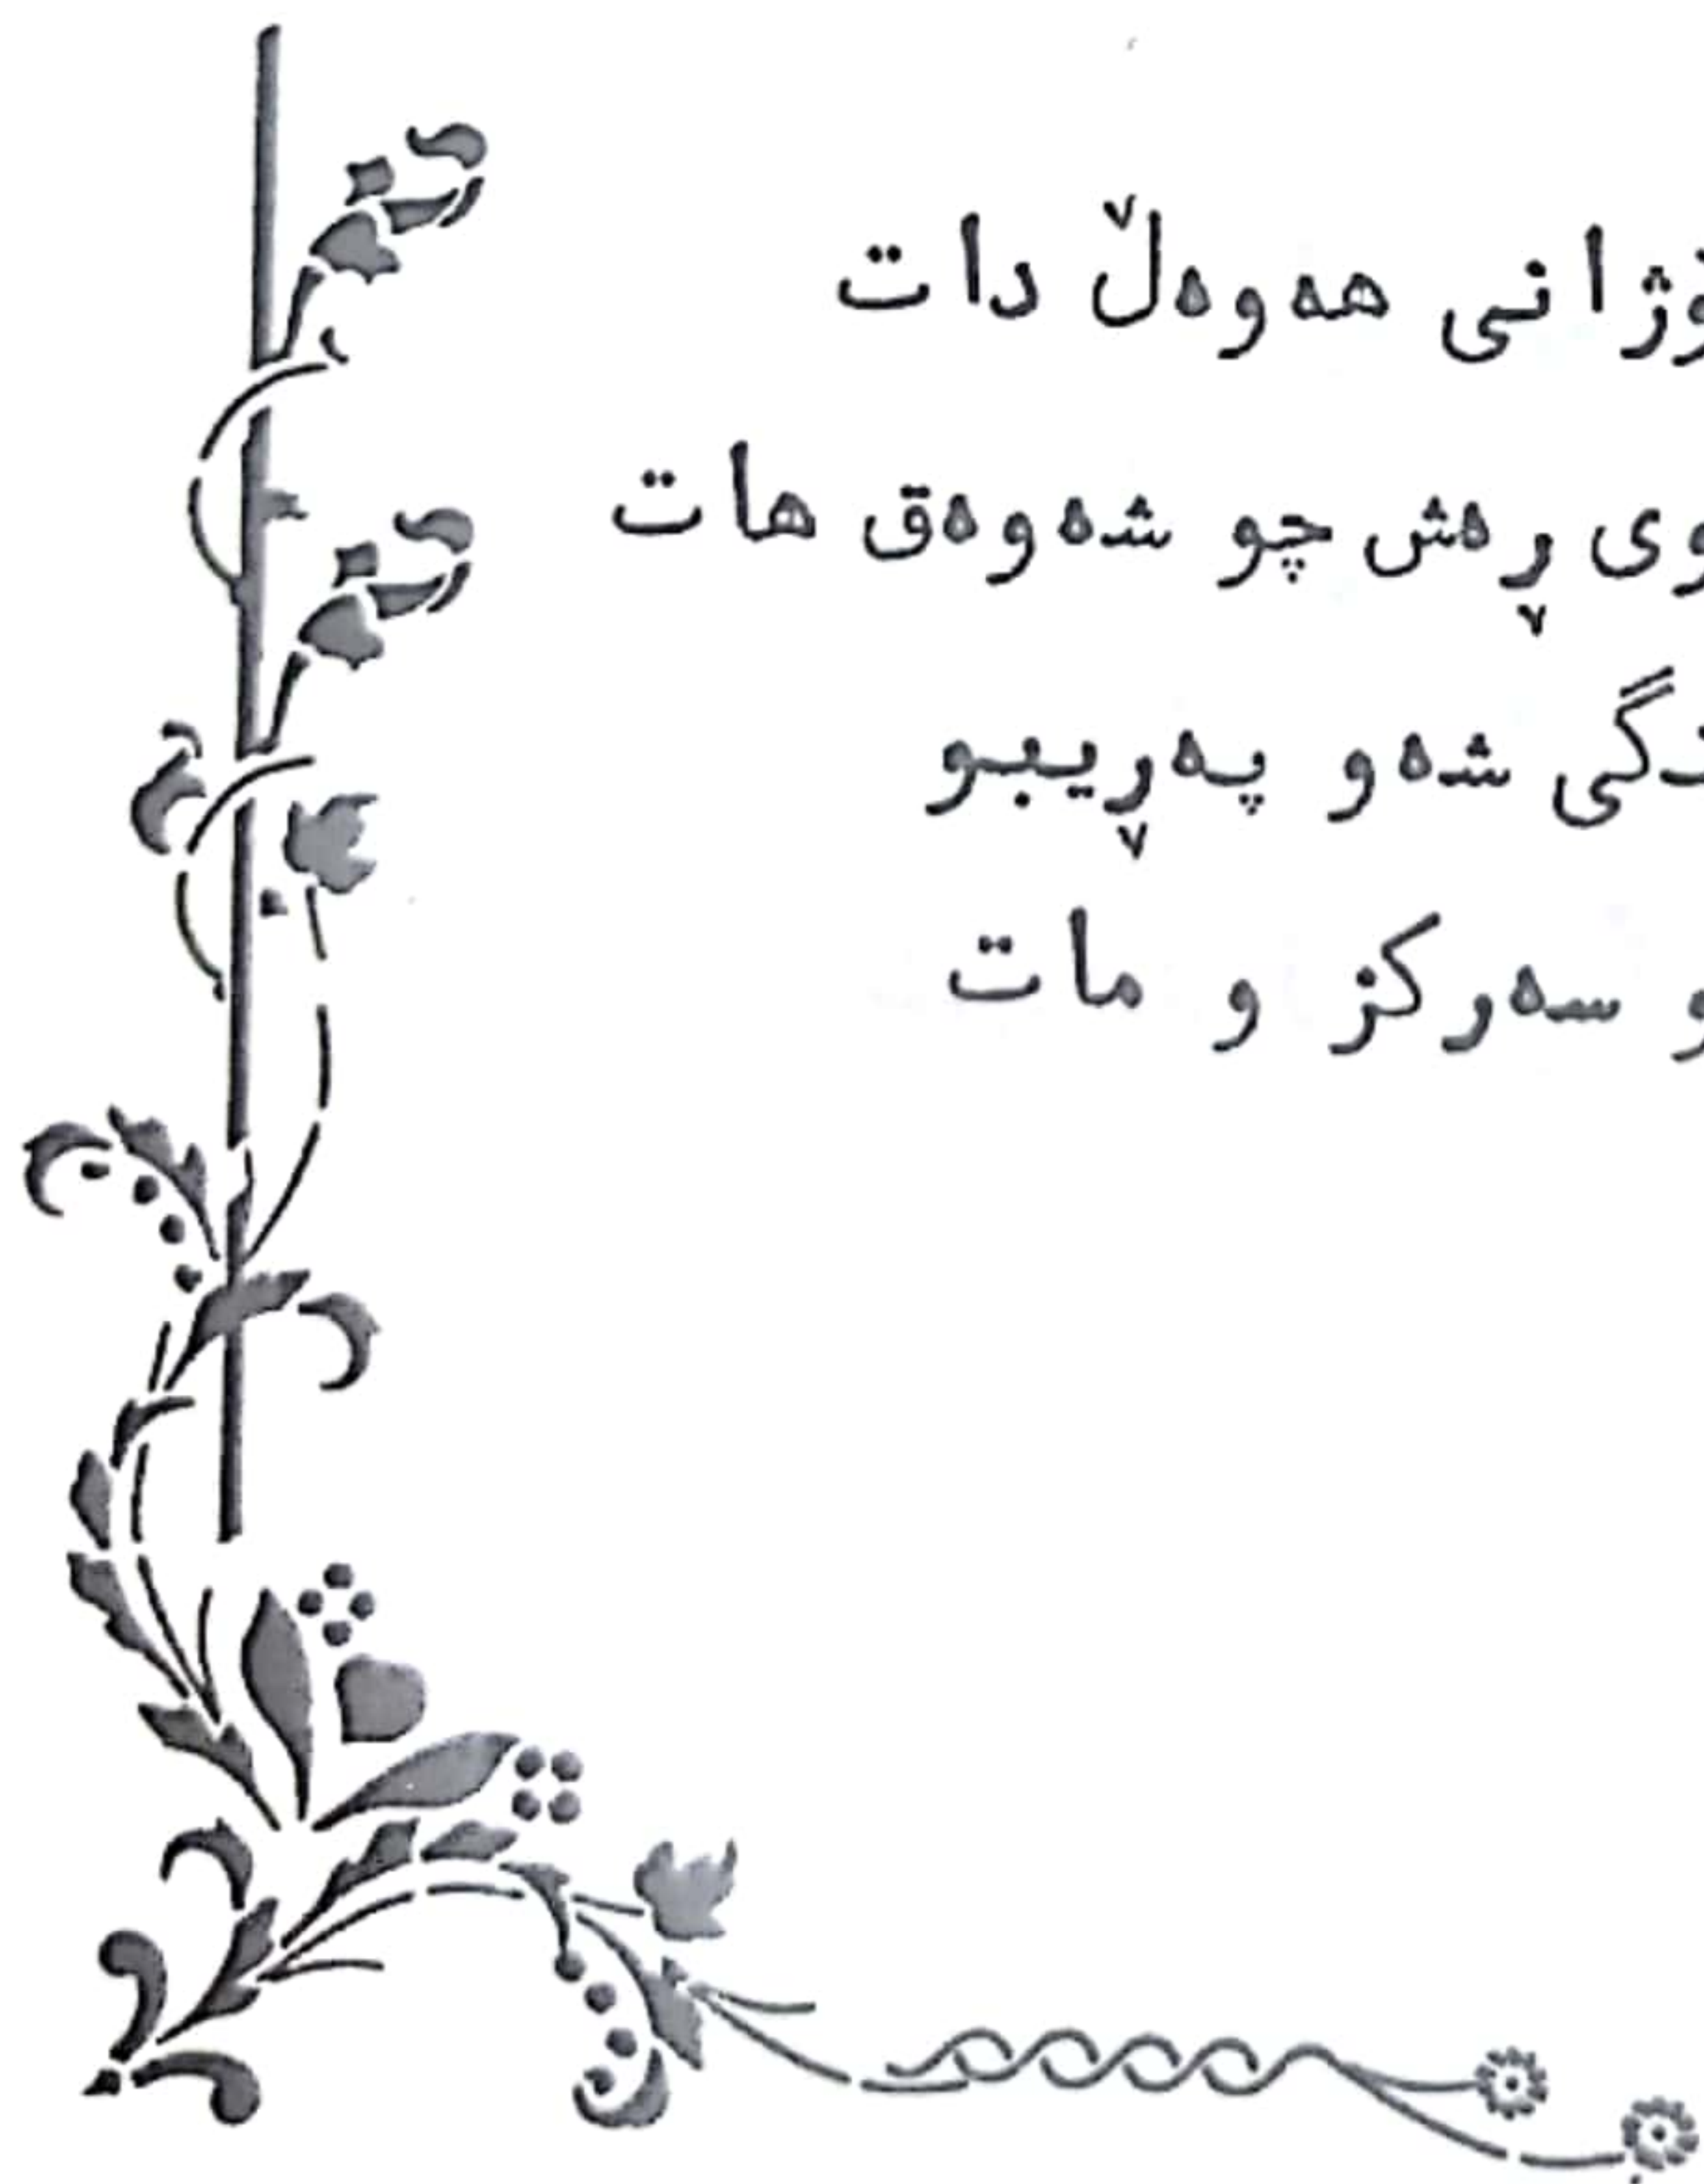 ۆژانی هەوەڵ دات
وی ڕەش چو شەوەق هات
گی شەو پەڕیبو
و سەرکز و مات